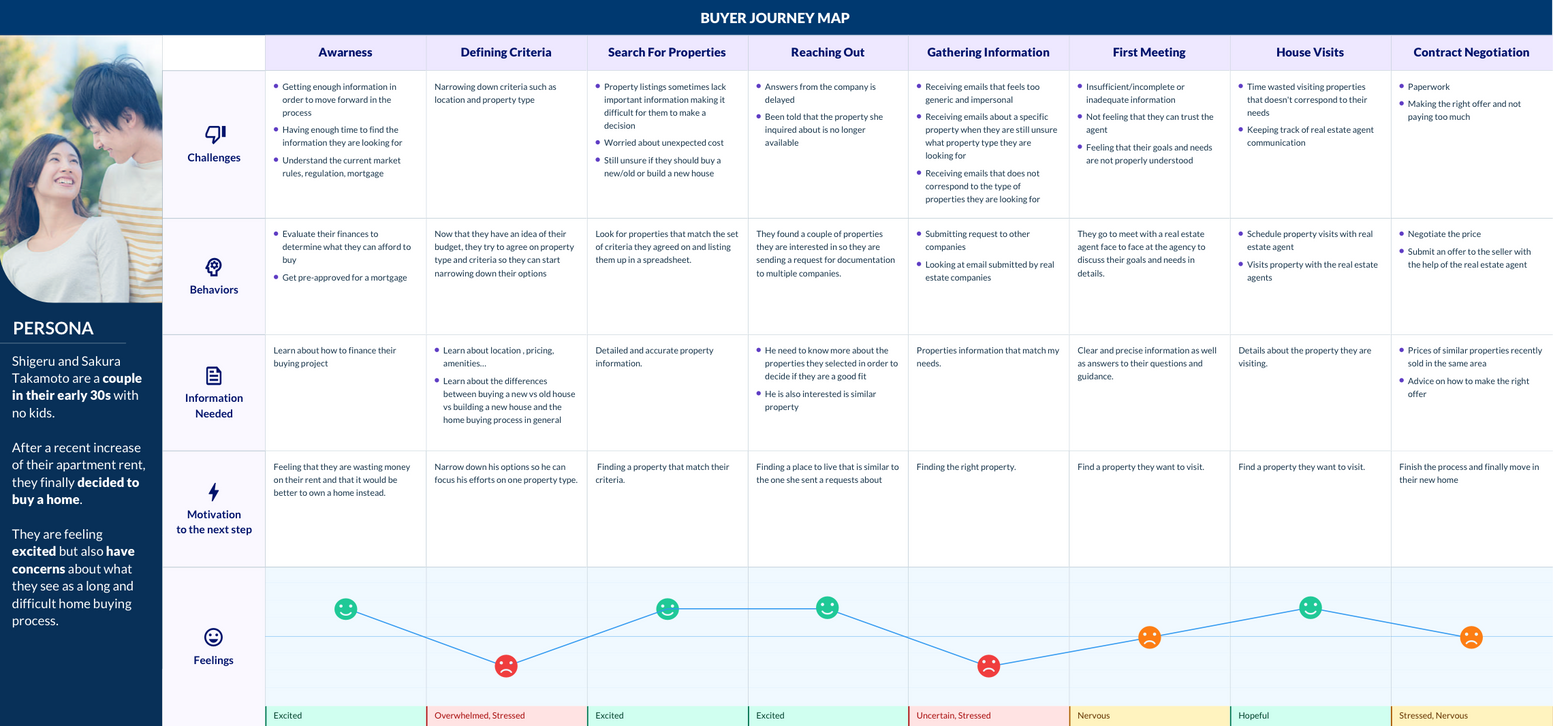 BUYER JOURNEY MAP
Awarness
Defining Criteria
Search For Properties
Reaching Out
Gathering Information
First Meeting
House Visits
Contract Negotiation
PERSONA
Shigeru and Sakura
Takamoto are a couple
in their early 30s with
no kids.
After a recent increase
of their apartment rent,
they finally decided to
buy a home.
They are feeling
excited but also have
concerns about what
they see as a long and
difficult home buying
process.
Challenges
Getting enough information in
order to move forward in the
process
Having enough time to find the
information they are looking for
Understand the current market
rules, regulation, mortgage
Narrowing down criteria such as
location and property type
Property listings sometimes lack
important information making it
difficult for them to make a
decision
Worried about unexpected cost
Still unsure if they should buy a
new/old or build a new house
Answers from the company is
delayed
Been told that the property she
inquired about is no longer
available
Receiving emails that feels too
generic and impersonal
Receiving emails about a specific
property when they are still unsure
what property type they are
looking for
Receiving emails that does not
correspond to the type of
properties they are looking for
Insufficient/incomplete or
inadequate information
Not feeling that they can trust the
agent
Feeling that their goals and needs
are not properly understood
Time wasted visiting properties
that doesn't correspond to their
needs
Keeping track of real estate agent
communication
Paperwork
Making the right offer and not
paying too much
Behaviors
Evaluate their finances to
determine what they can afford to
buy
Get pre-approved for a mortgage
Now that they have an idea of their
budget, they try to agree on property
type and criteria so they can start
narrowing down their options
Look for properties that match the set
of criteria they agreed on and listing
them up in a spreadsheet.
They found a couple of properties
they are interested in so they are
sending a request for documentation
to multiple companies.
Submitting request to other
companies
Looking at email submitted by real
estate companies
They go to meet with a real estate
agent face to face at the agency to
discuss their goals and needs in
details.
Schedule property visits with real
estate agent
Visits property with the real estate
agents
Negotiate the price
Submit an offer to the seller with
the help of the real estate agent
Information
Needed
Learn about how to finance their
buying project
Learn about location , pricing,
amenities...
Learn about the differences
between buying a new vs old house
vs building a new house and the
home buying process in general
Detailed and accurate property
information.
He need to know more about the
properties they selected in order to
decide if they are a good fit
He is also interested is similar
property
Properties information that match my
needs.
Clear and precise information as well
as answers to their questions and
guidance.
Details about the property they are
visiting.
Prices of similar properties recently
sold in the same area
Advice on how to make the right
offer
Motivation
to the next step
Feeling that they are wasting money
on their rent and that it would be
better to own a home instead.
Narrow down his options so he can
focus his efforts on one property type.
Finding a property that match their
criteria.
Finding a place to live that is similar to
the one she sent a requests about
Finding the right property.
Find a property they want to visit.
Find a property they want to visit.
Finish the process and finally move in
their new home
Feelings
Excited
Overwhelmed, Stressed
Excited
Excited
Uncertain, Stressed
Nervous
Hopeful
Stressed, Nervous